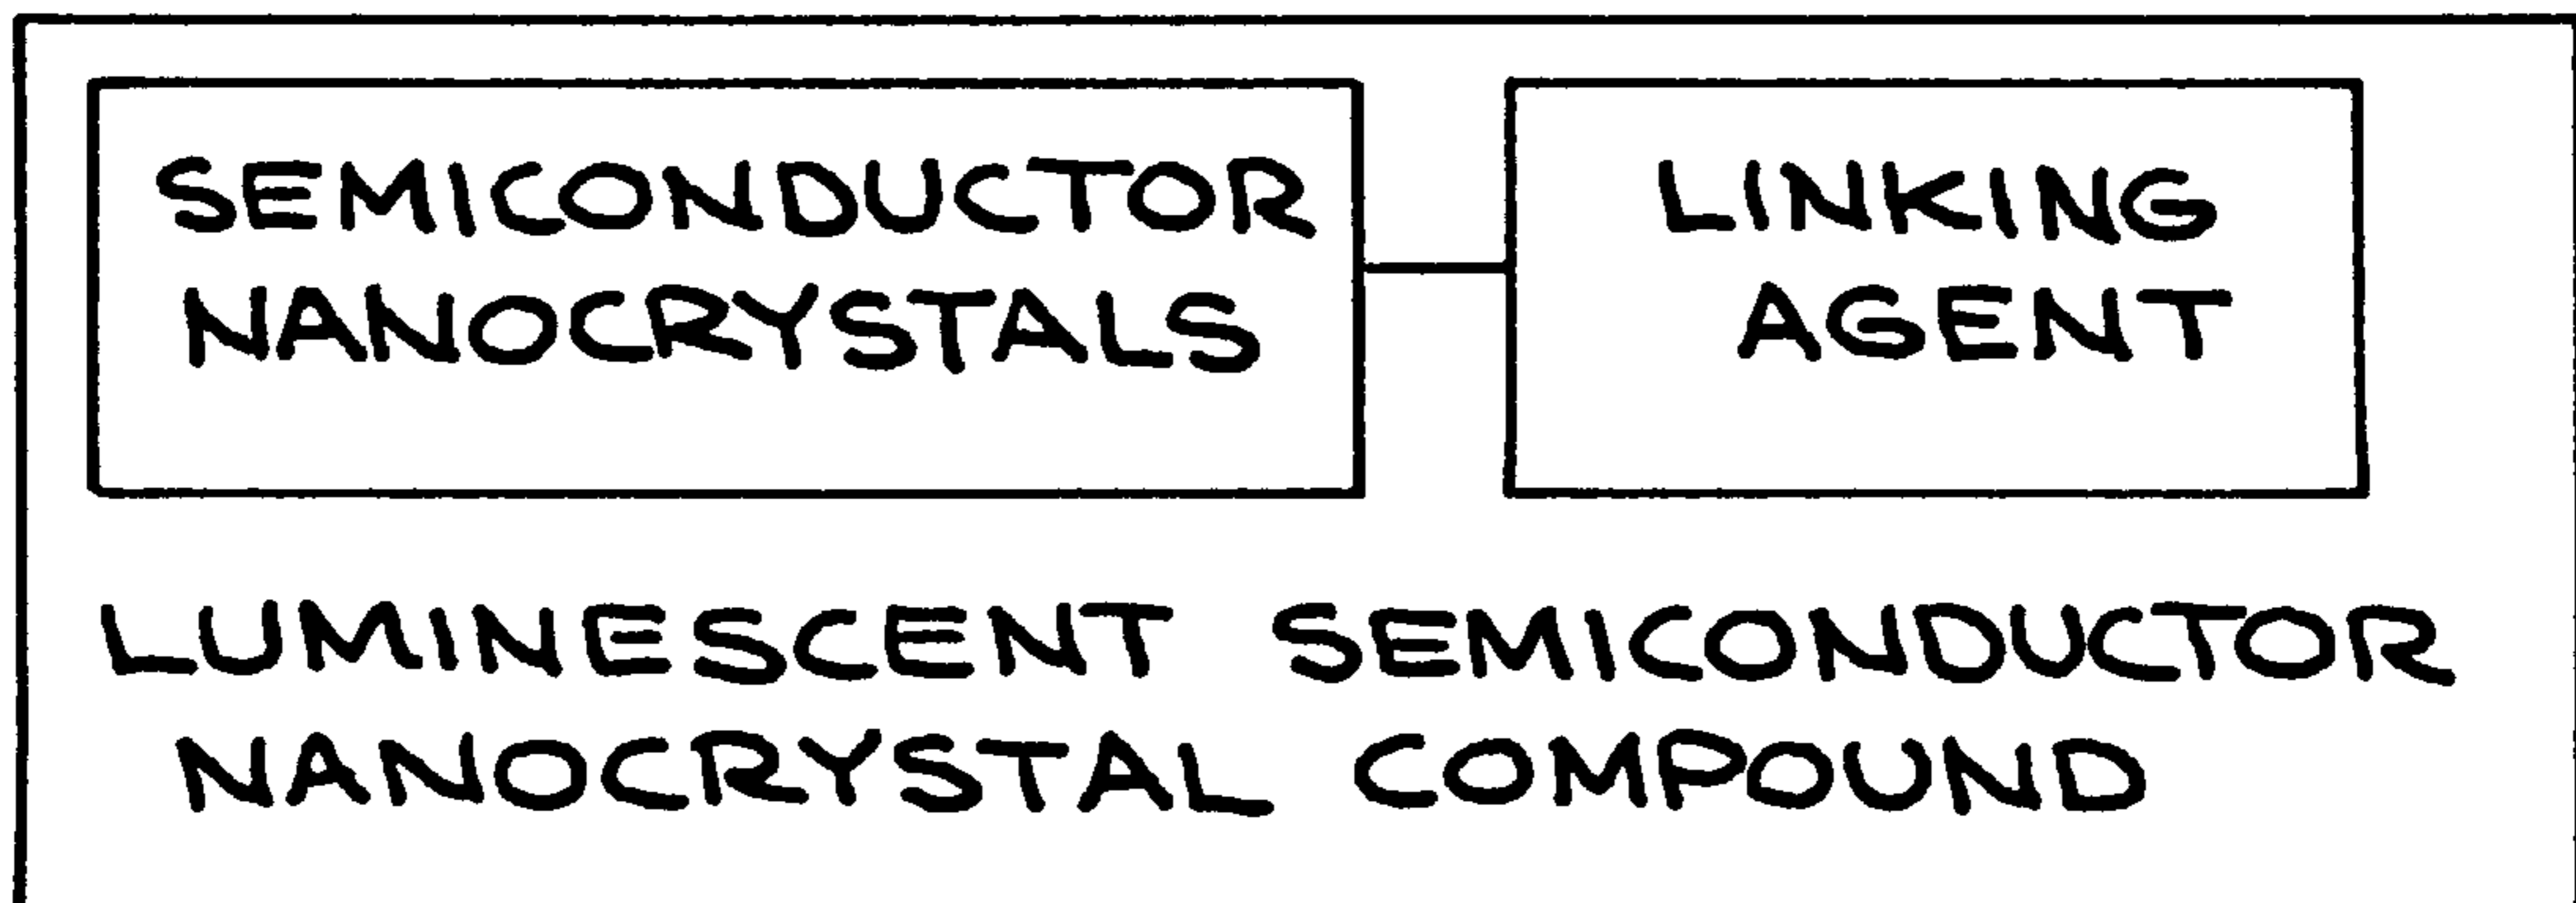 SEMICONDUCTOR
NANOCRYSTALS
LINKING
AGENT
LUMINESCENT SEMICONDUCTOR
NANOCRYSTAL COMPOUND